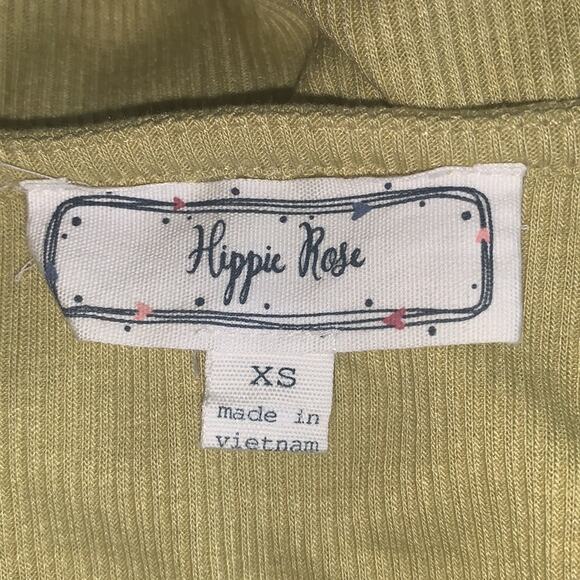 Hippie Rose
XS
made in
vietnam